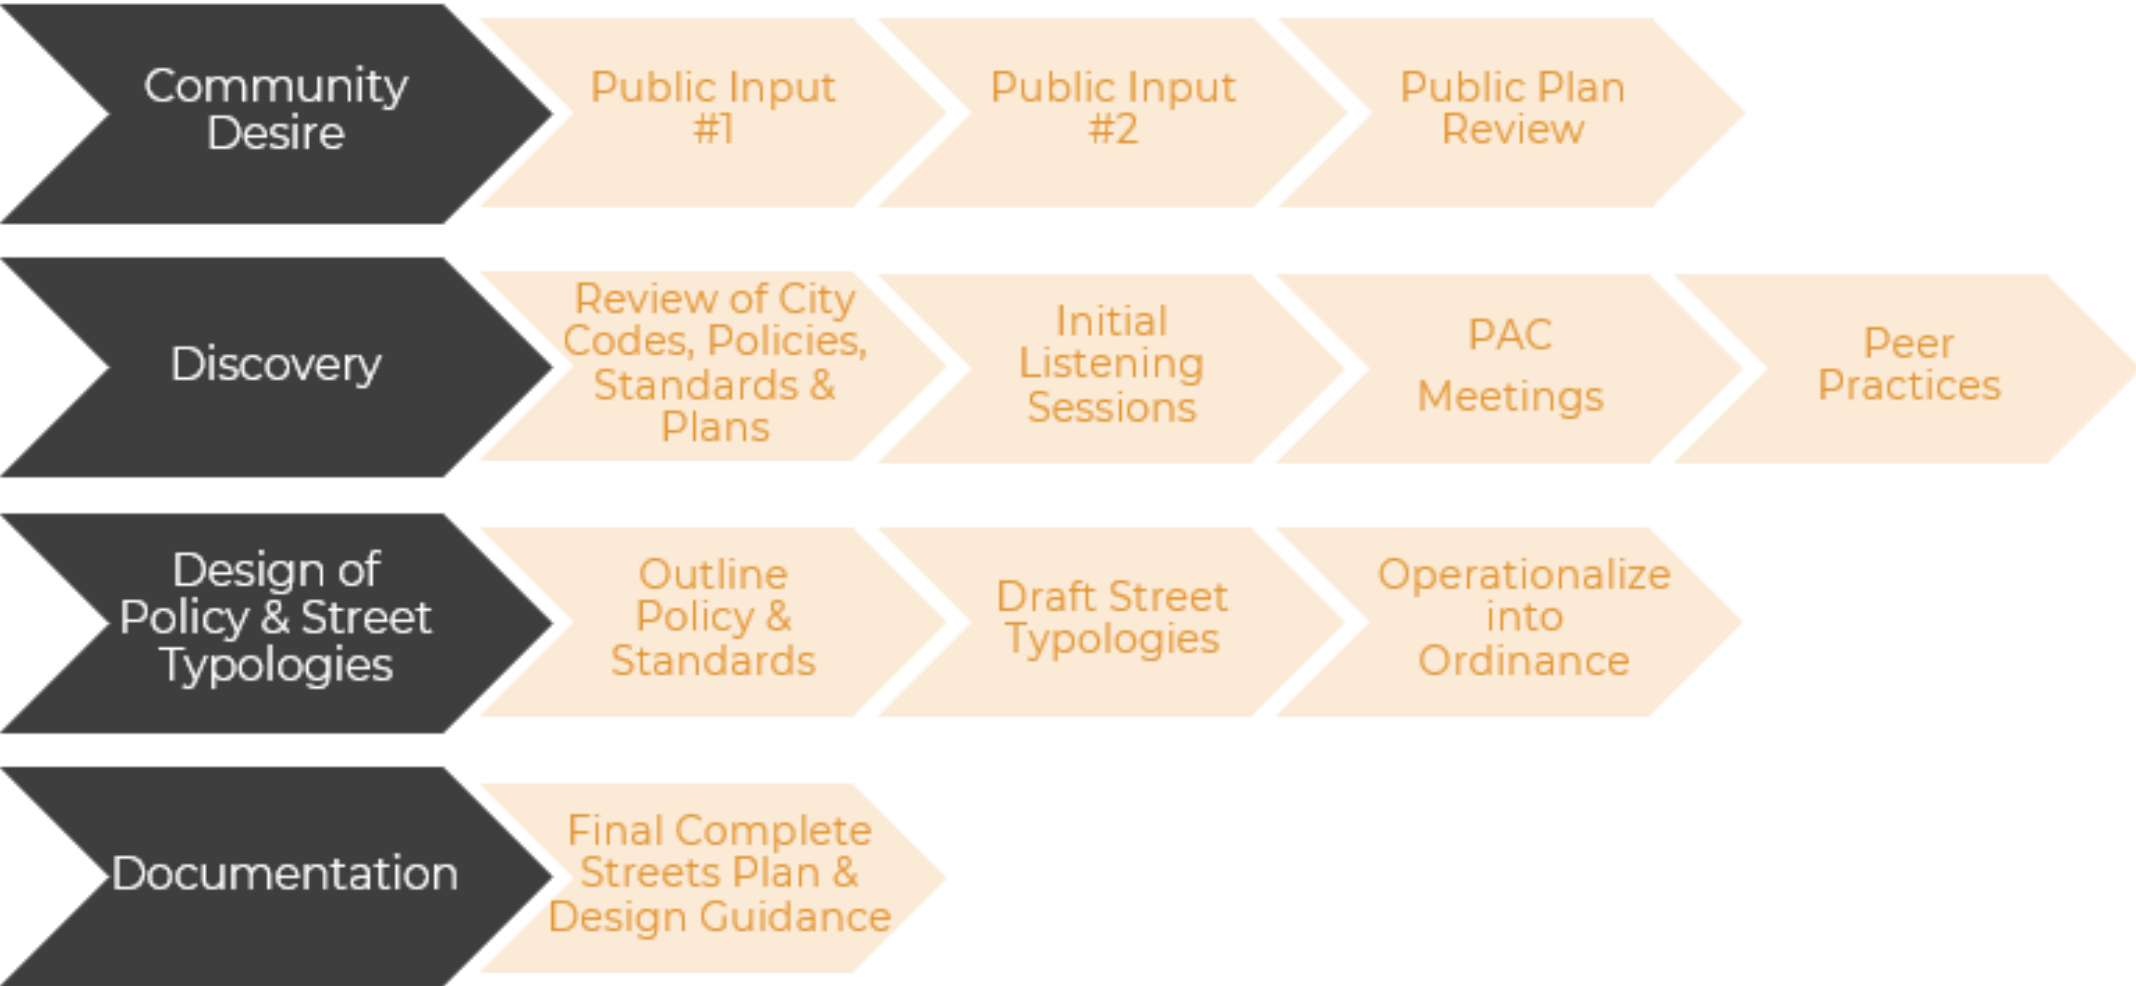 Community
Desire
Public Input
#1
Public Input
#2
Public Plan
Review
Discovery
Review of City
Codes, Policies,
Standards &
Plans
Initial
Listening
Sessions
PAC
Meetings
Peer
Practices
Design of
Policy & Street
Typologies
Outline
Policy &
Standards
Draft Street
Typologies
Operationalize
into
Ordinance
Documentation
Final Complete
Streets Plan &
Design Guidance